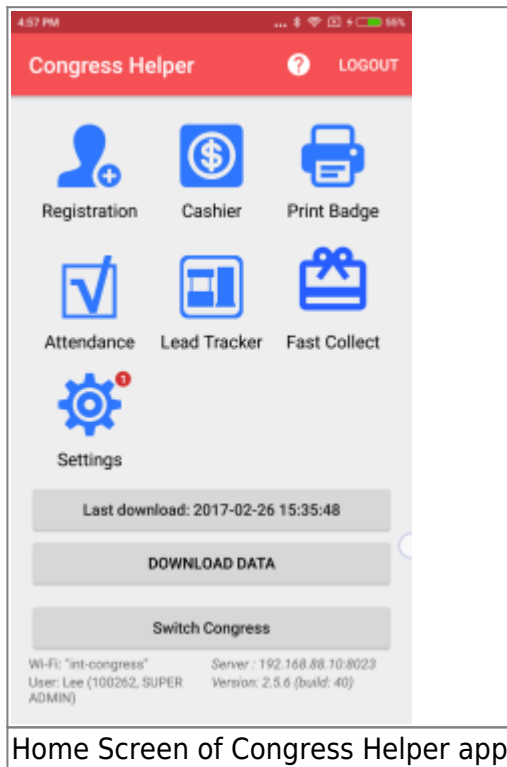 4:57 PM ... 55%
Congress Helper ? LOGOUT
Registration Cashier Print Badge
Attendance Lead Tracker Fast Collect
1
Settings
Last download: 2017-02-26 15:35:48
DOWNLOAD DATA
Switch Congress
Wi-Fi: "int-congress" Server : 192.168.88.10:8023
User: Lee (100262, SUPER Version: 2.5.6 (build: 40)
ADMIN)
Home Screen of Congress Helper app